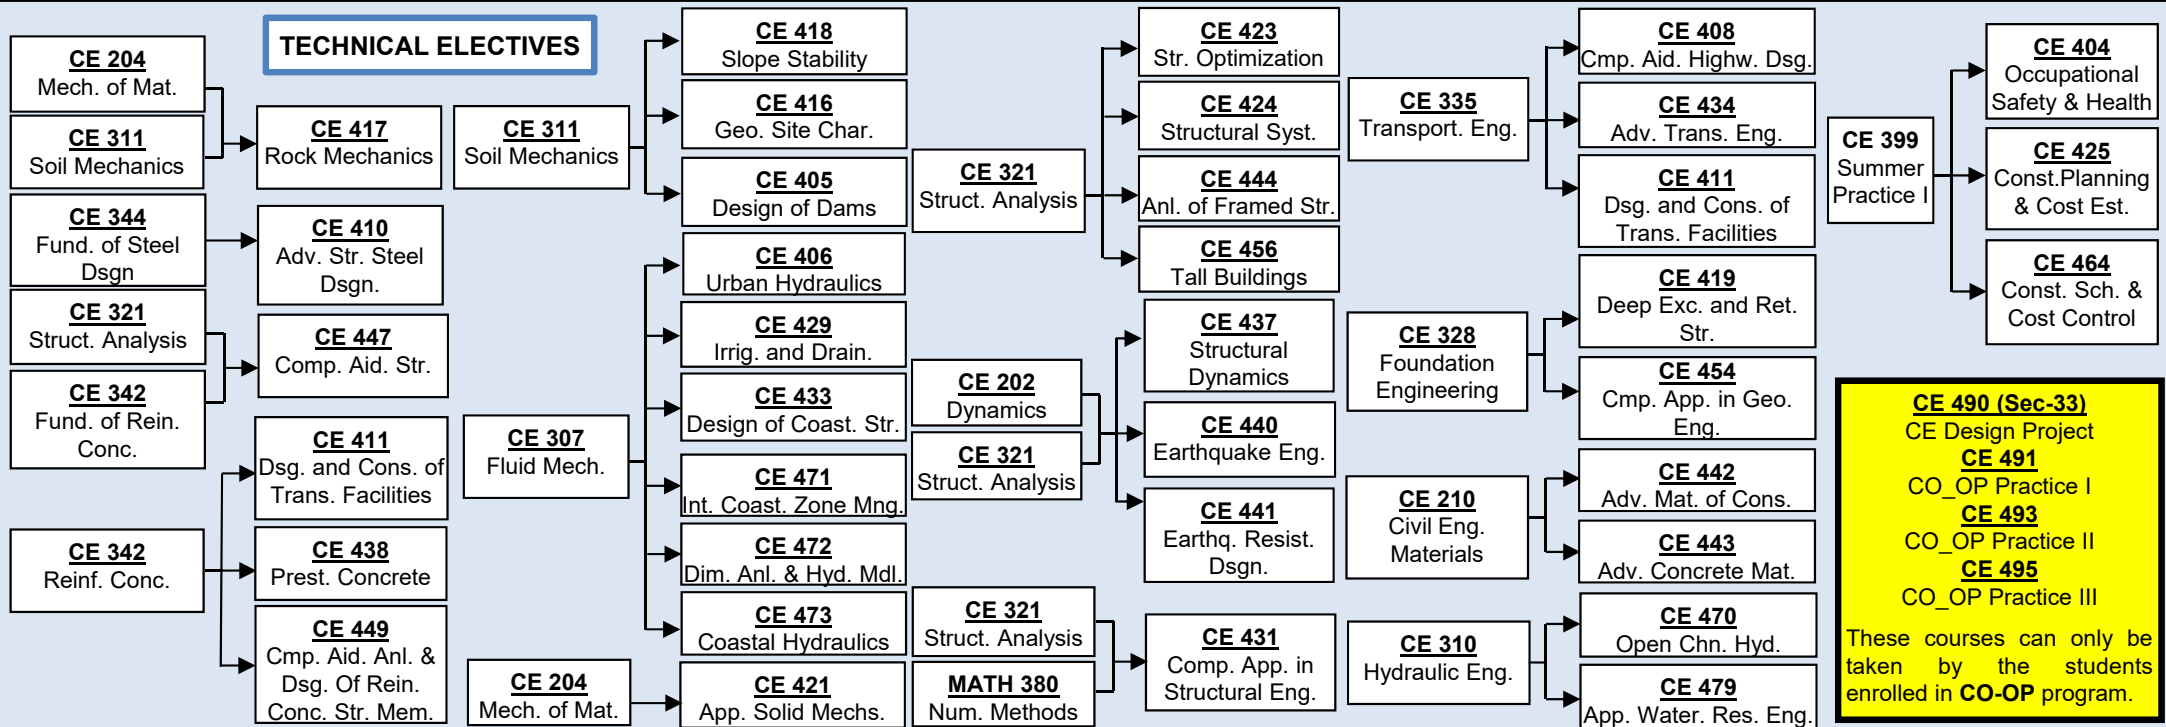 TECHNICAL ELECTIVES
CE 204
Mech. of Mat.
CE 311
Soil Mechanics
CE 417
Rock Mechanics
CE 344
Fund. of Steel
Dsgn
CE 410
Adv. Str. Steel
Dsgn.
CE 321
Struct. Analysis
CE 342
Fund. of Rein.
Conc.
CE 447
Comp. Aid. Str.
CE 342
Reinf. Conc.
CE 411
Dsg. and Cons. of
Trans. Facilities
CE 438
Prest. Concrete
CE 449
Cmp. Aid. Anl. &
Dsg. Of Rein.
Conc. Str. Mem.
CE 311
Soil Mechanics
CE 418
Slope Stability
CE 416
Geo. Site Char.
CE 405
Design of Dams
CE 307
Fluid Mech.
CE 406
Urban Hydraulics
CE 429
Irrig. and Drain.
CE 433
Design of Coast. Str.
CE 471
Int. Coast. Zone Mng.
CE 472
Dim. Anl. & Hyd. Mdl.
CE 473
Coastal Hydraulics
CE 204
Mech. of Mat.
CE 421
App. Solid Mechs.
CE 321
Struct. Analysis
CE 423
Str. Optimization
CE 424
Structural Syst.
CE 444
Anl. of Framed Str.
CE 456
Tall Buildings
CE 202
Dynamics
CE 321
Struct. Analysis
CE 437
Structural
Dynamics
CE 440
Earthquake Eng.
CE 441
Earthq. Resist.
Dsgn.
CE 321
Struct. Analysis
MATH 380
Num. Methods
CE 431
Comp. App. in
Structural Eng.
CE 335
Transport. Eng.
CE 408
Cmp. Aid. Highw. Dsg.
CE 434
Adv. Trans. Eng.
CE 411
Dsg. and Cons. of
Trans. Facilities
CE 328
Foundation
Engineering
CE 419
Deep Exc. and Ret.
Str.
CE 454
Cmp. App. in Geo.
Eng.
CE 210
Civil Eng.
Materials
CE 442
Adv. Mat. of Cons.
CE 443
Adv. Concrete Mat.
CE 310
Hydraulic Eng.
CE 470
Open Chn. Hyd.
CE 479
App. Water. Res. Eng.
CE 399
Summer
Practice I
CE 404
Occupational
Safety & Health
CE 425
Const.Planning
& Cost Est.
CE 464
Const. Sch. &
Cost Control
CE 490 (Sec-33)
CE Design Project
CE 491
CO_OP Practice I
CE 493
CO_OP Practice II
CE 495
CO_OP Practice III
These courses can only be
taken by the students
enrolled in CO-OP program.